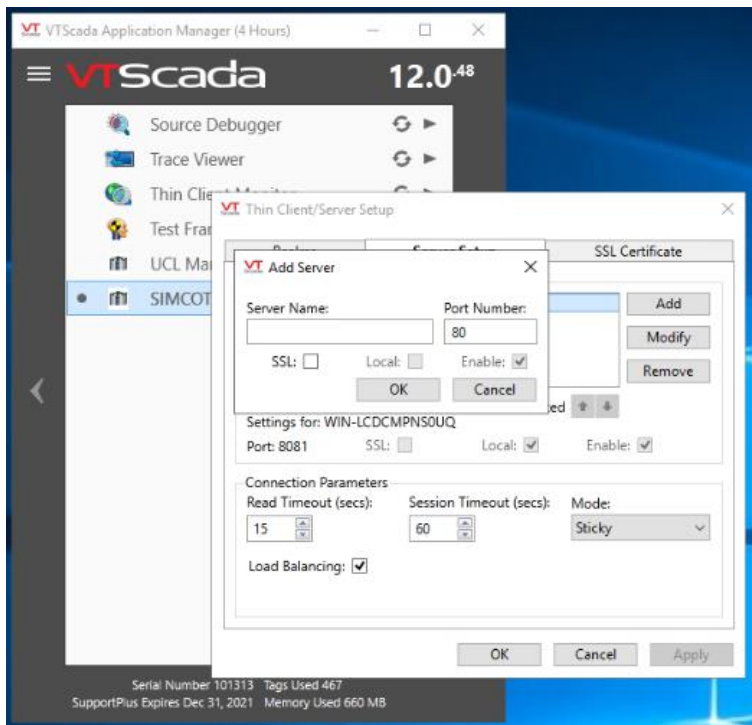 VTScada Application Manager (4 Hours)
VTScada 12.0.48
Source Debugger
Trace Viewer
Thin Clie
Thin Client/Server Setup
Test Fra
UCL Ma
SIMCOT
SSL Certificate
Add Server
Server Name: Port Number:
80
SSL: Local: Enable:
OK Cancel
Add
Modify
Remove
ed
Settings for: WIN-LCDCMPNS0UQ
Port: 8081 SSL: Local: Enable:
Connection Parameters
Read Timeout (secs): Session Timeout (secs): Mode:
15 60 Sticky
Load Balancing:
OK Cancel Apply
Serial Number 101313 Tags Used 467
SupportPlus Expires Dec 31, 2021 Memory Used 660 MB